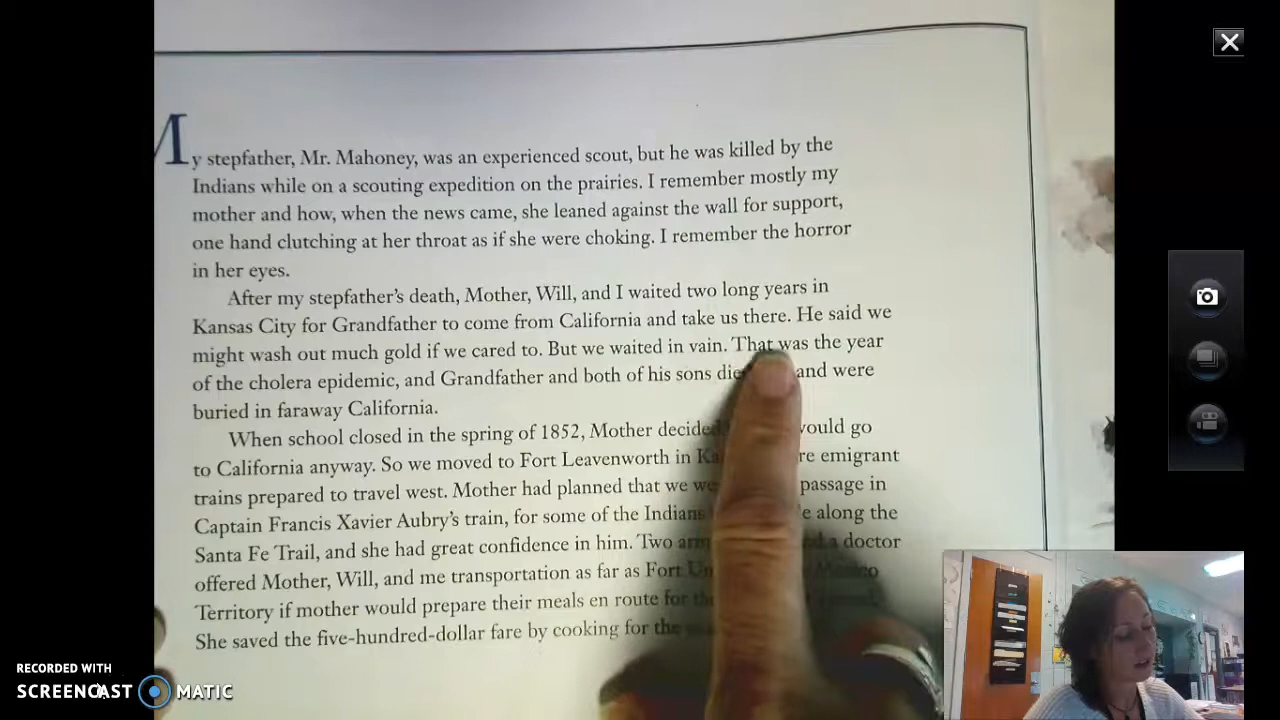 My stepfather, Mr. Mahoney, was an experienced scout, but he was killed by the
Indians while on a scouting expedition on the prairies. I remember mostly my
mother and how, when the news came, she leaned against the wall for support,
one hand clutching at her throat as if she were choking. I remember the horror
in her eyes.
After my stepfather's death, Mother, Will, and I waited two long years in
Kansas City for Grandfather to come from California and take us there. He said we
might wash out much gold if we cared to. But we waited in vain. That was the year
of the cholera epidemic, and Grandfather and both of his sons and were
buried in faraway California.
When school closed in the spring of 1852, Mother decided would go
to California anyway. So we moved to Fort Leavenworth in emigrant
trains prepared to travel west. Mother had planned that we passage in
Captain Francis Xavier Aubry's train, for some of the Indians along the
Santa Fe Trail, and she had great confidence in him. Two a doctor
offered Mother, Will, and me transportation as far as Fort Mexico
Territory if mother would prepare their meals en route for the
She saved the five-hundred-dollar fare by cooking for the
RECORDED WITH
SCREENCAST MATIC